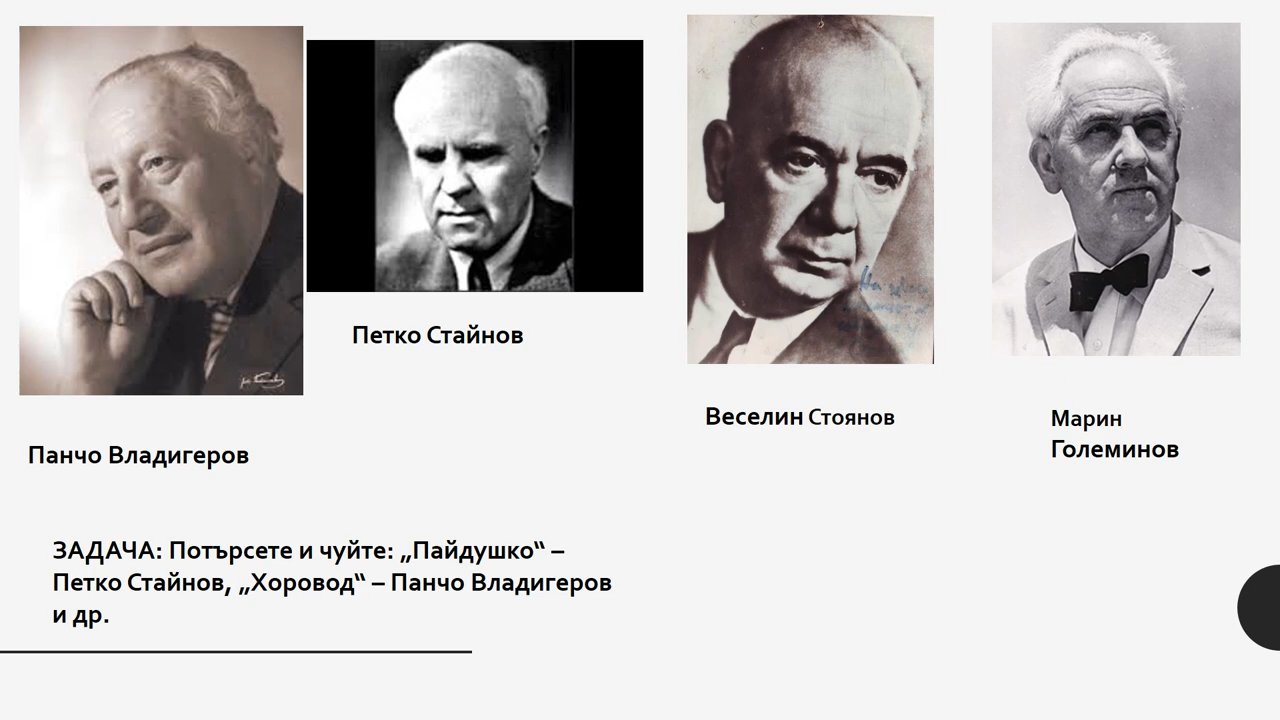 Петко Стайнов
Веселин Стоянов
Марин
Големинов
Панчо Владигеров
ЗАДАЧА: Потърсете и чуйте: „Пайдушко“ –
Петко Стайнов, „Хоровод“ – Панчо Владигеров
и др.